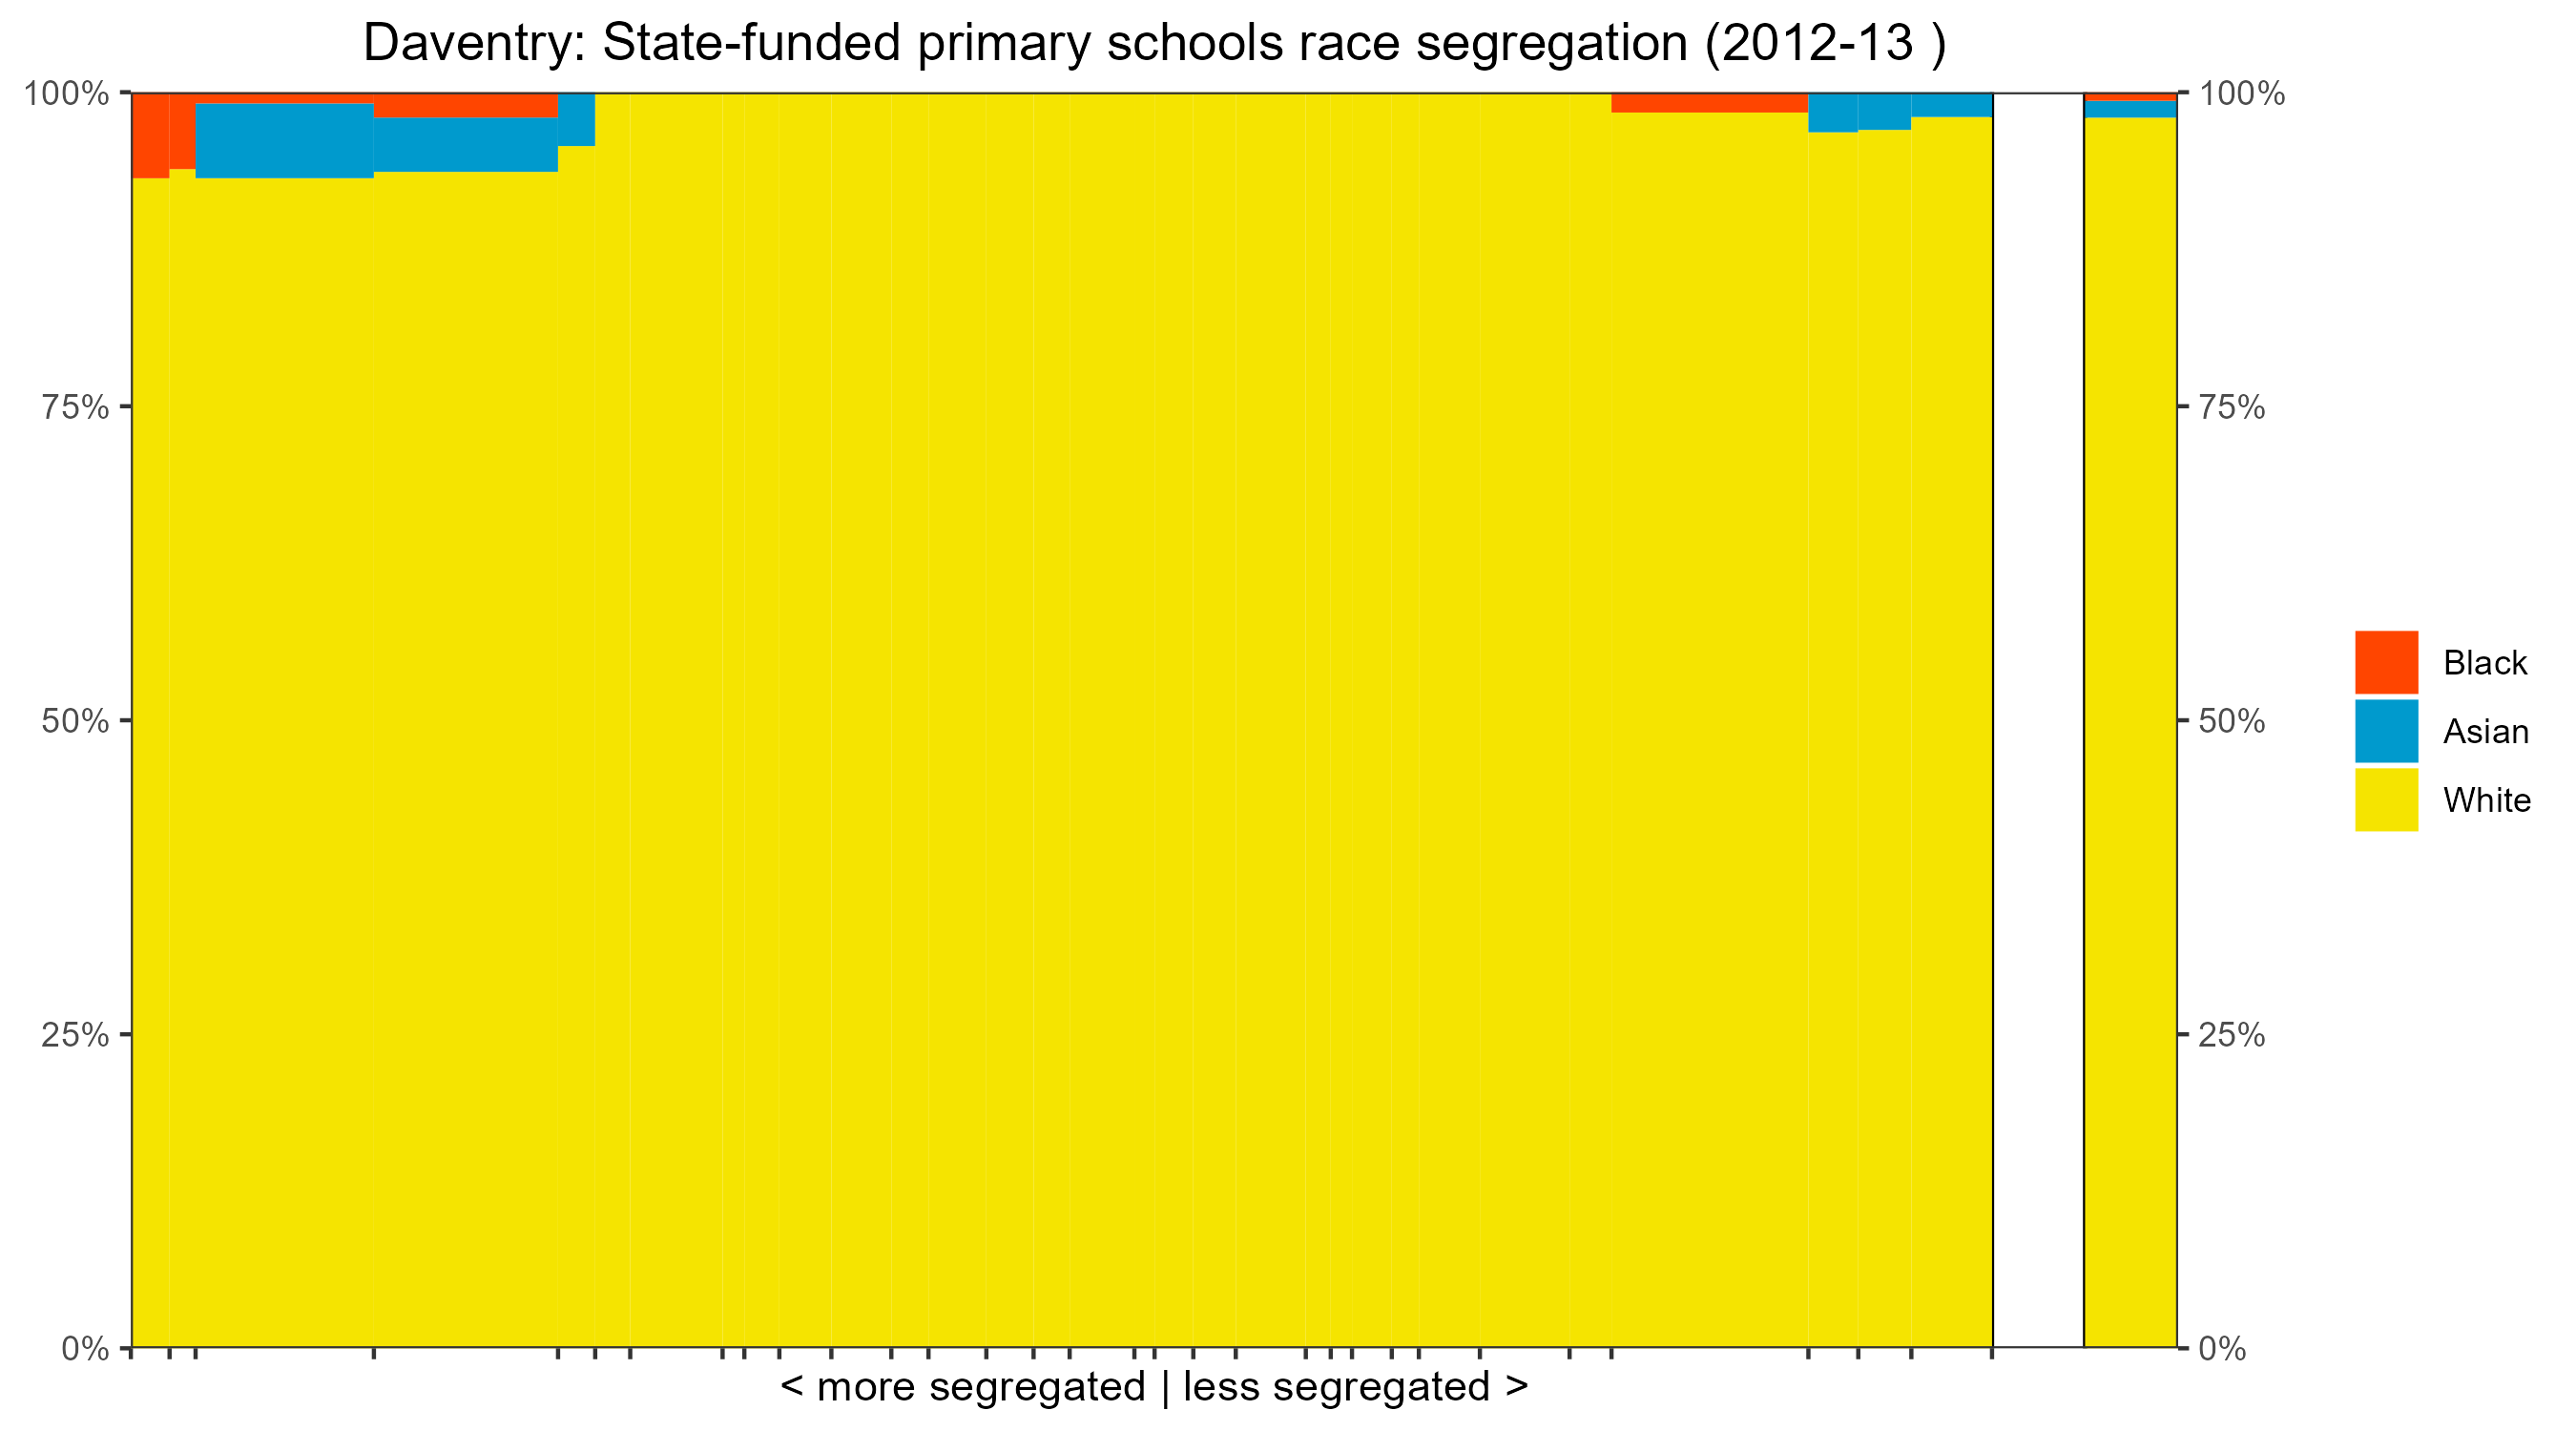 Daventry: State-funded primary schools race segregation (2012-13 )
100%
75%
50%
25%
0%
100%
75%
50%
25%
0%
Black
Asian
White
< more segregated | less segregated >